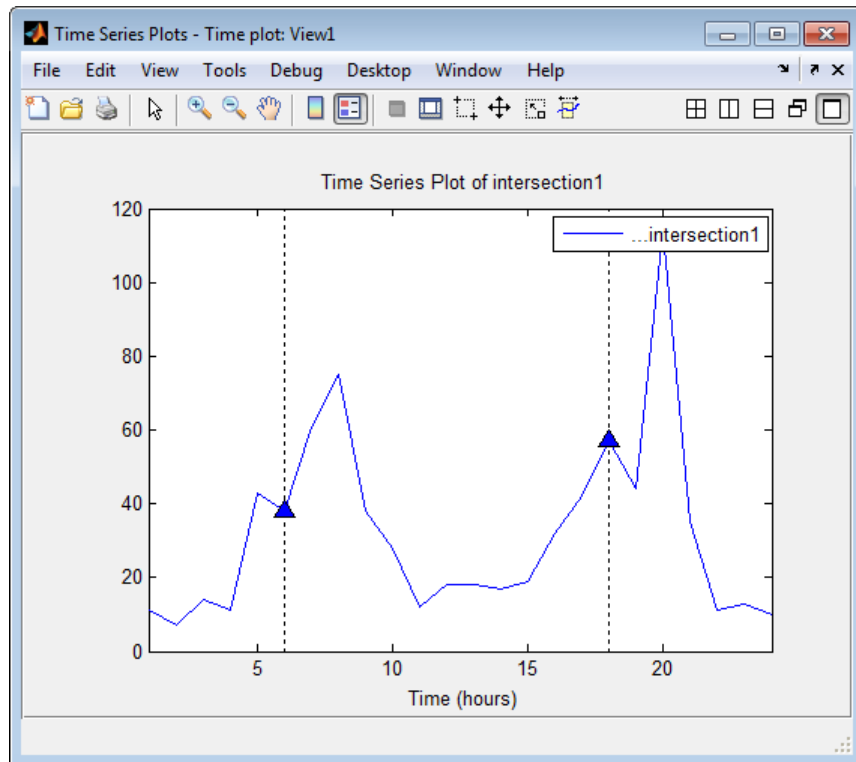 Time Series Plots - Time plot: View1
File Edit View Tools Debug Desktop Window Help
Time Series Plot of intersection1
...intersection1
120
100
80
60
40
20
0
5 10 15 20
Time (hours)